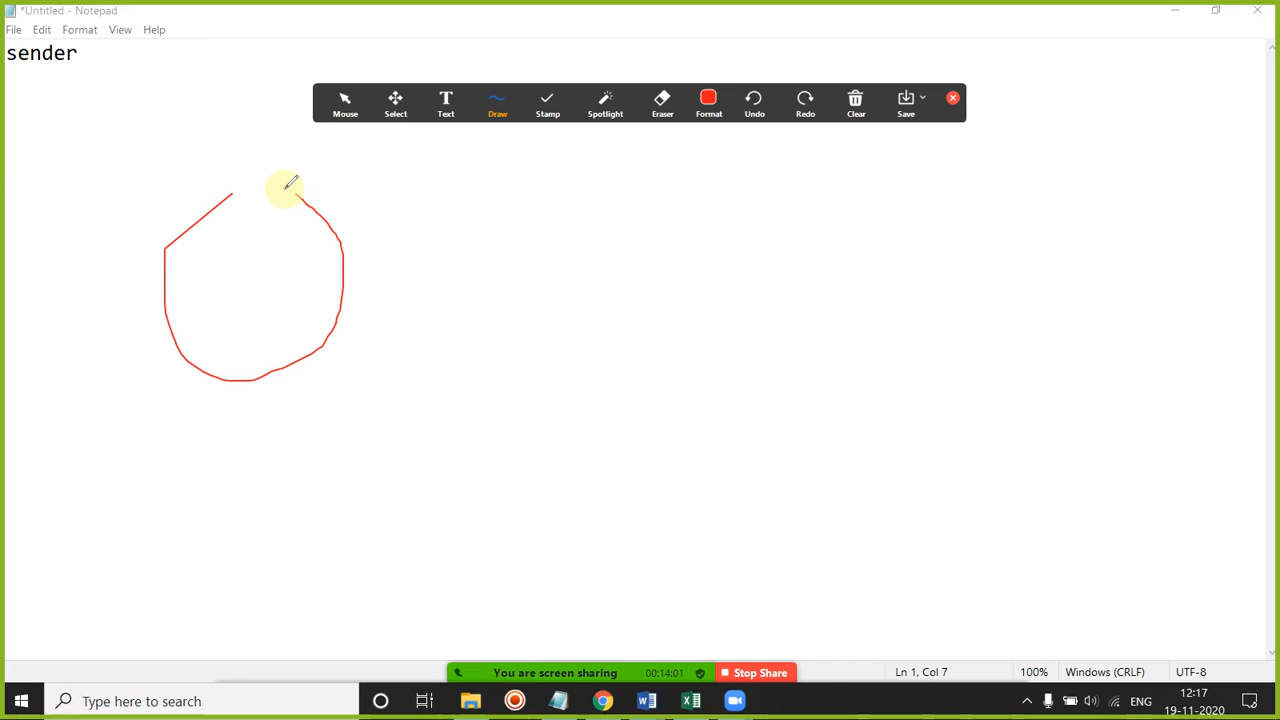 *Untitled - Notepad
File Edit Format View Help
sender
Mouse Select Text Draw Stamp Spotlight Eraser Format Undo Redo Clear Save
You are screen sharing 00:14:01 Stop Share
Ln 1, Col 7 100% Windows (CRLF) UTF-8
Type here to search
ENG
12:17
19-11-2020